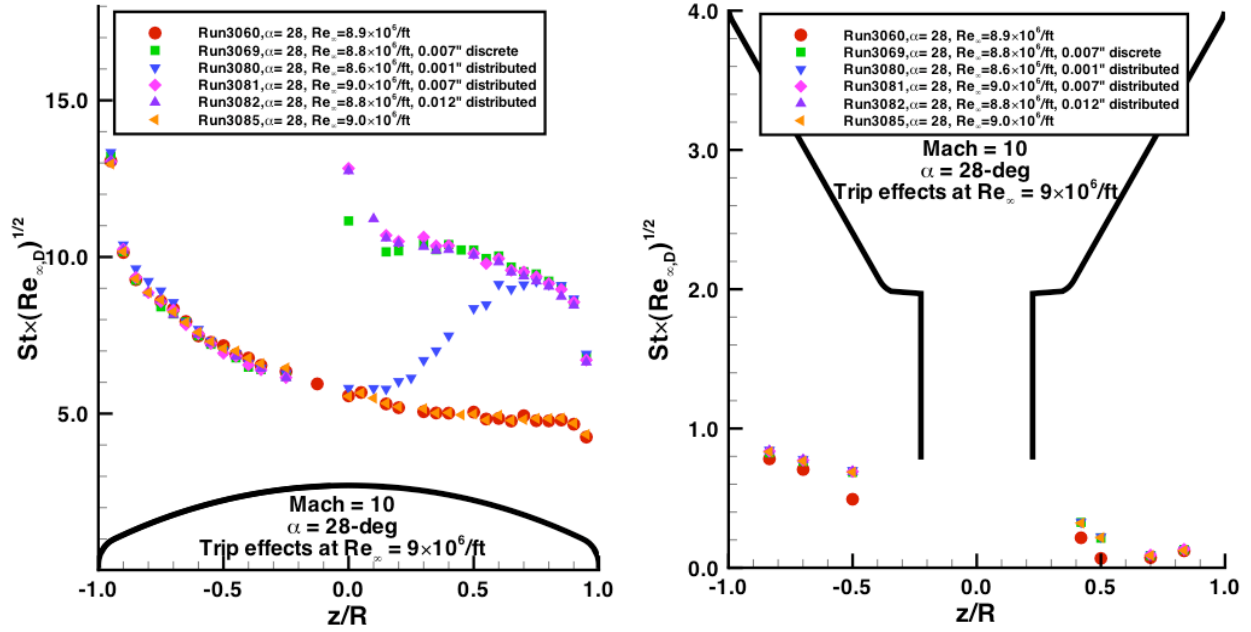 Run3060,α= 28, Re∞=8.9×10⁶/ft
Run3069,α= 28, Re∞=8.8×10⁶/ft, 0.007" discrete
Run3080,α= 28, Re∞=8.6×10⁶/ft, 0.001" distributed
Run3081,α= 28, Re∞=9.0×10⁶/ft, 0.007" distributed
Run3082,α= 28, Re∞=8.8×10⁶/ft, 0.012" distributed
Run3085,α= 28, Re∞=9.0×10⁶/ft
15.0
10.0
5.0
St×(Re∞,D)¹/²
Mach = 10
α = 28-deg
Trip effects at Re∞ = 9×10⁶/ft
-1.0 -0.5 0.0 0.5 1.0
z/R
4.0
Run3060,α= 28, Re∞=8.9×10⁶/ft
Run3069,α= 28, Re∞=8.8×10⁶/ft, 0.007" discrete
Run3080,α= 28, Re∞=8.6×10⁶/ft, 0.001" distributed
Run3081,α= 28, Re∞=9.0×10⁶/ft, 0.007" distributed
Run3082,α= 28, Re∞=8.8×10⁶/ft, 0.012" distributed
Run3085,α= 28, Re∞=9.0×10⁶/ft
Mach = 10
α = 28-deg
Trip effects at Re∞ = 9×10⁶/ft
3.0
2.0
1.0
0.0
St×(Re∞,D)¹/²
-1.0 -0.5 0.0 0.5 1.0
z/R